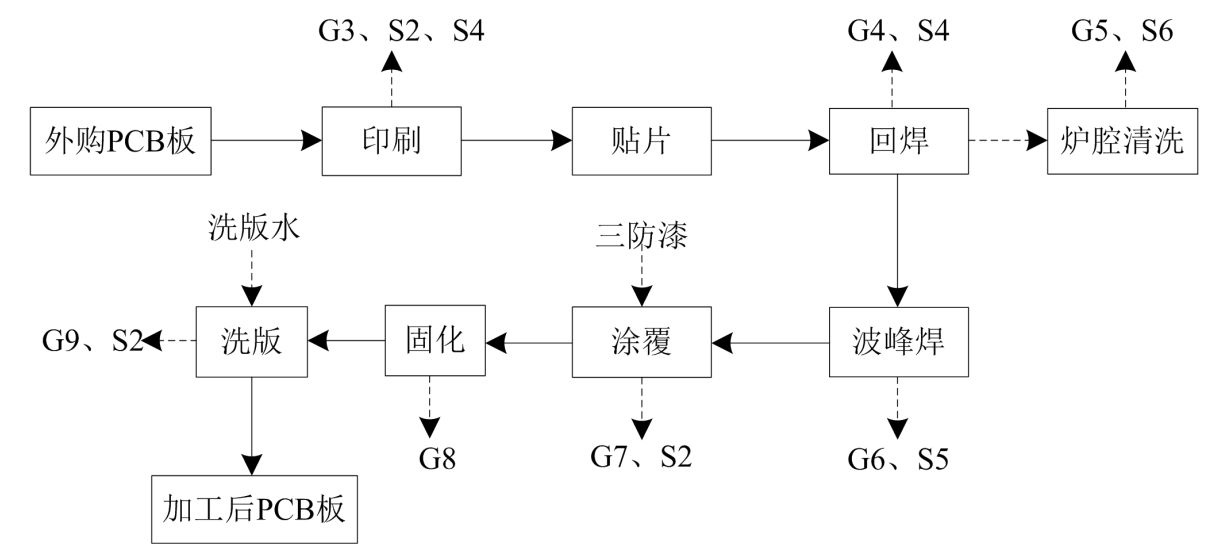 G3、S2、S4
G4、S4
G5、S6
外购PCB板
印刷
贴片
回焊
炉腔清洗
洗版水
三防漆
G9、S2
洗版
固化
涂覆
波峰焊
G8
G7、S2
G6、S5
加工后PCB板